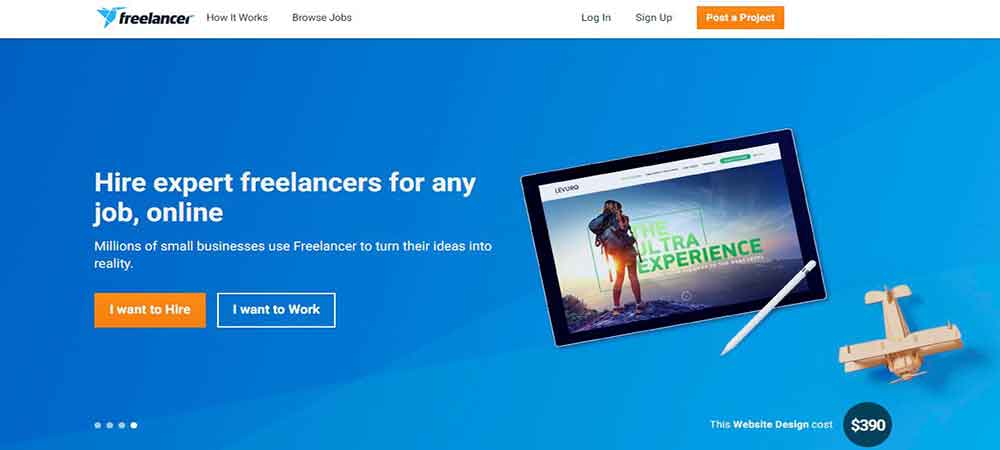 freelancer
How It Works
Browse Jobs
Log In
Sign Up
Post a Project
Hire expert freelancers for any
job, online
Millions of small businesses use Freelancer to turn their ideas into
reality.
I want to Hire
I want to Work
LEVURO
THE
ULTRA
EXPERIENCE
This Website Design cost
$390